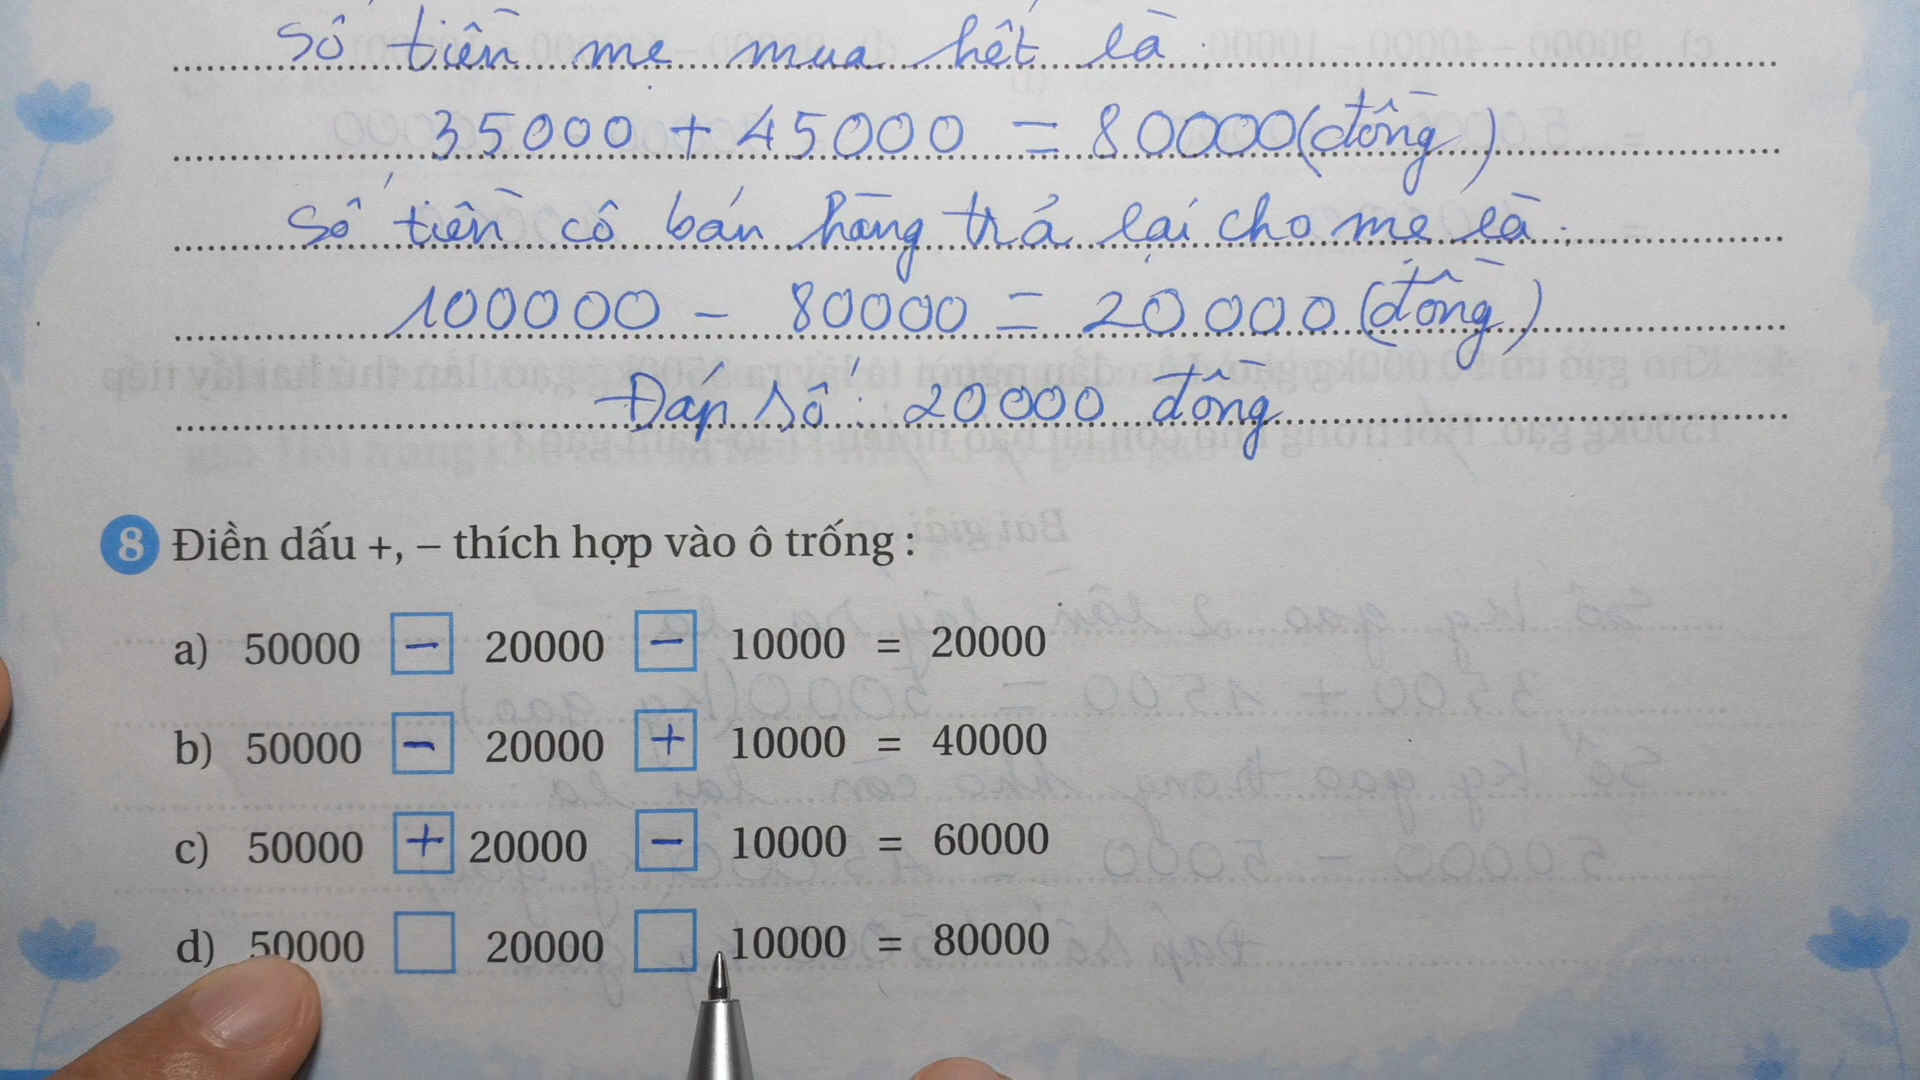 Số tiền mẹ mua hết là:
35000 + 45000 = 80000 (đồng)
Số tiền cô bán hàng trả lại cho mẹ là:
100000 - 80000 = 20000 (đồng)
Đáp số: 20000 đồng
8 Điền dấu +, – thích hợp vào ô trống :
a) 50000 - 20000 - 10000 = 20000
b) 50000 - 20000 + 10000 = 40000
c) 50000 + 20000 - 10000 = 60000
d) 50000 20000 10000 = 80000